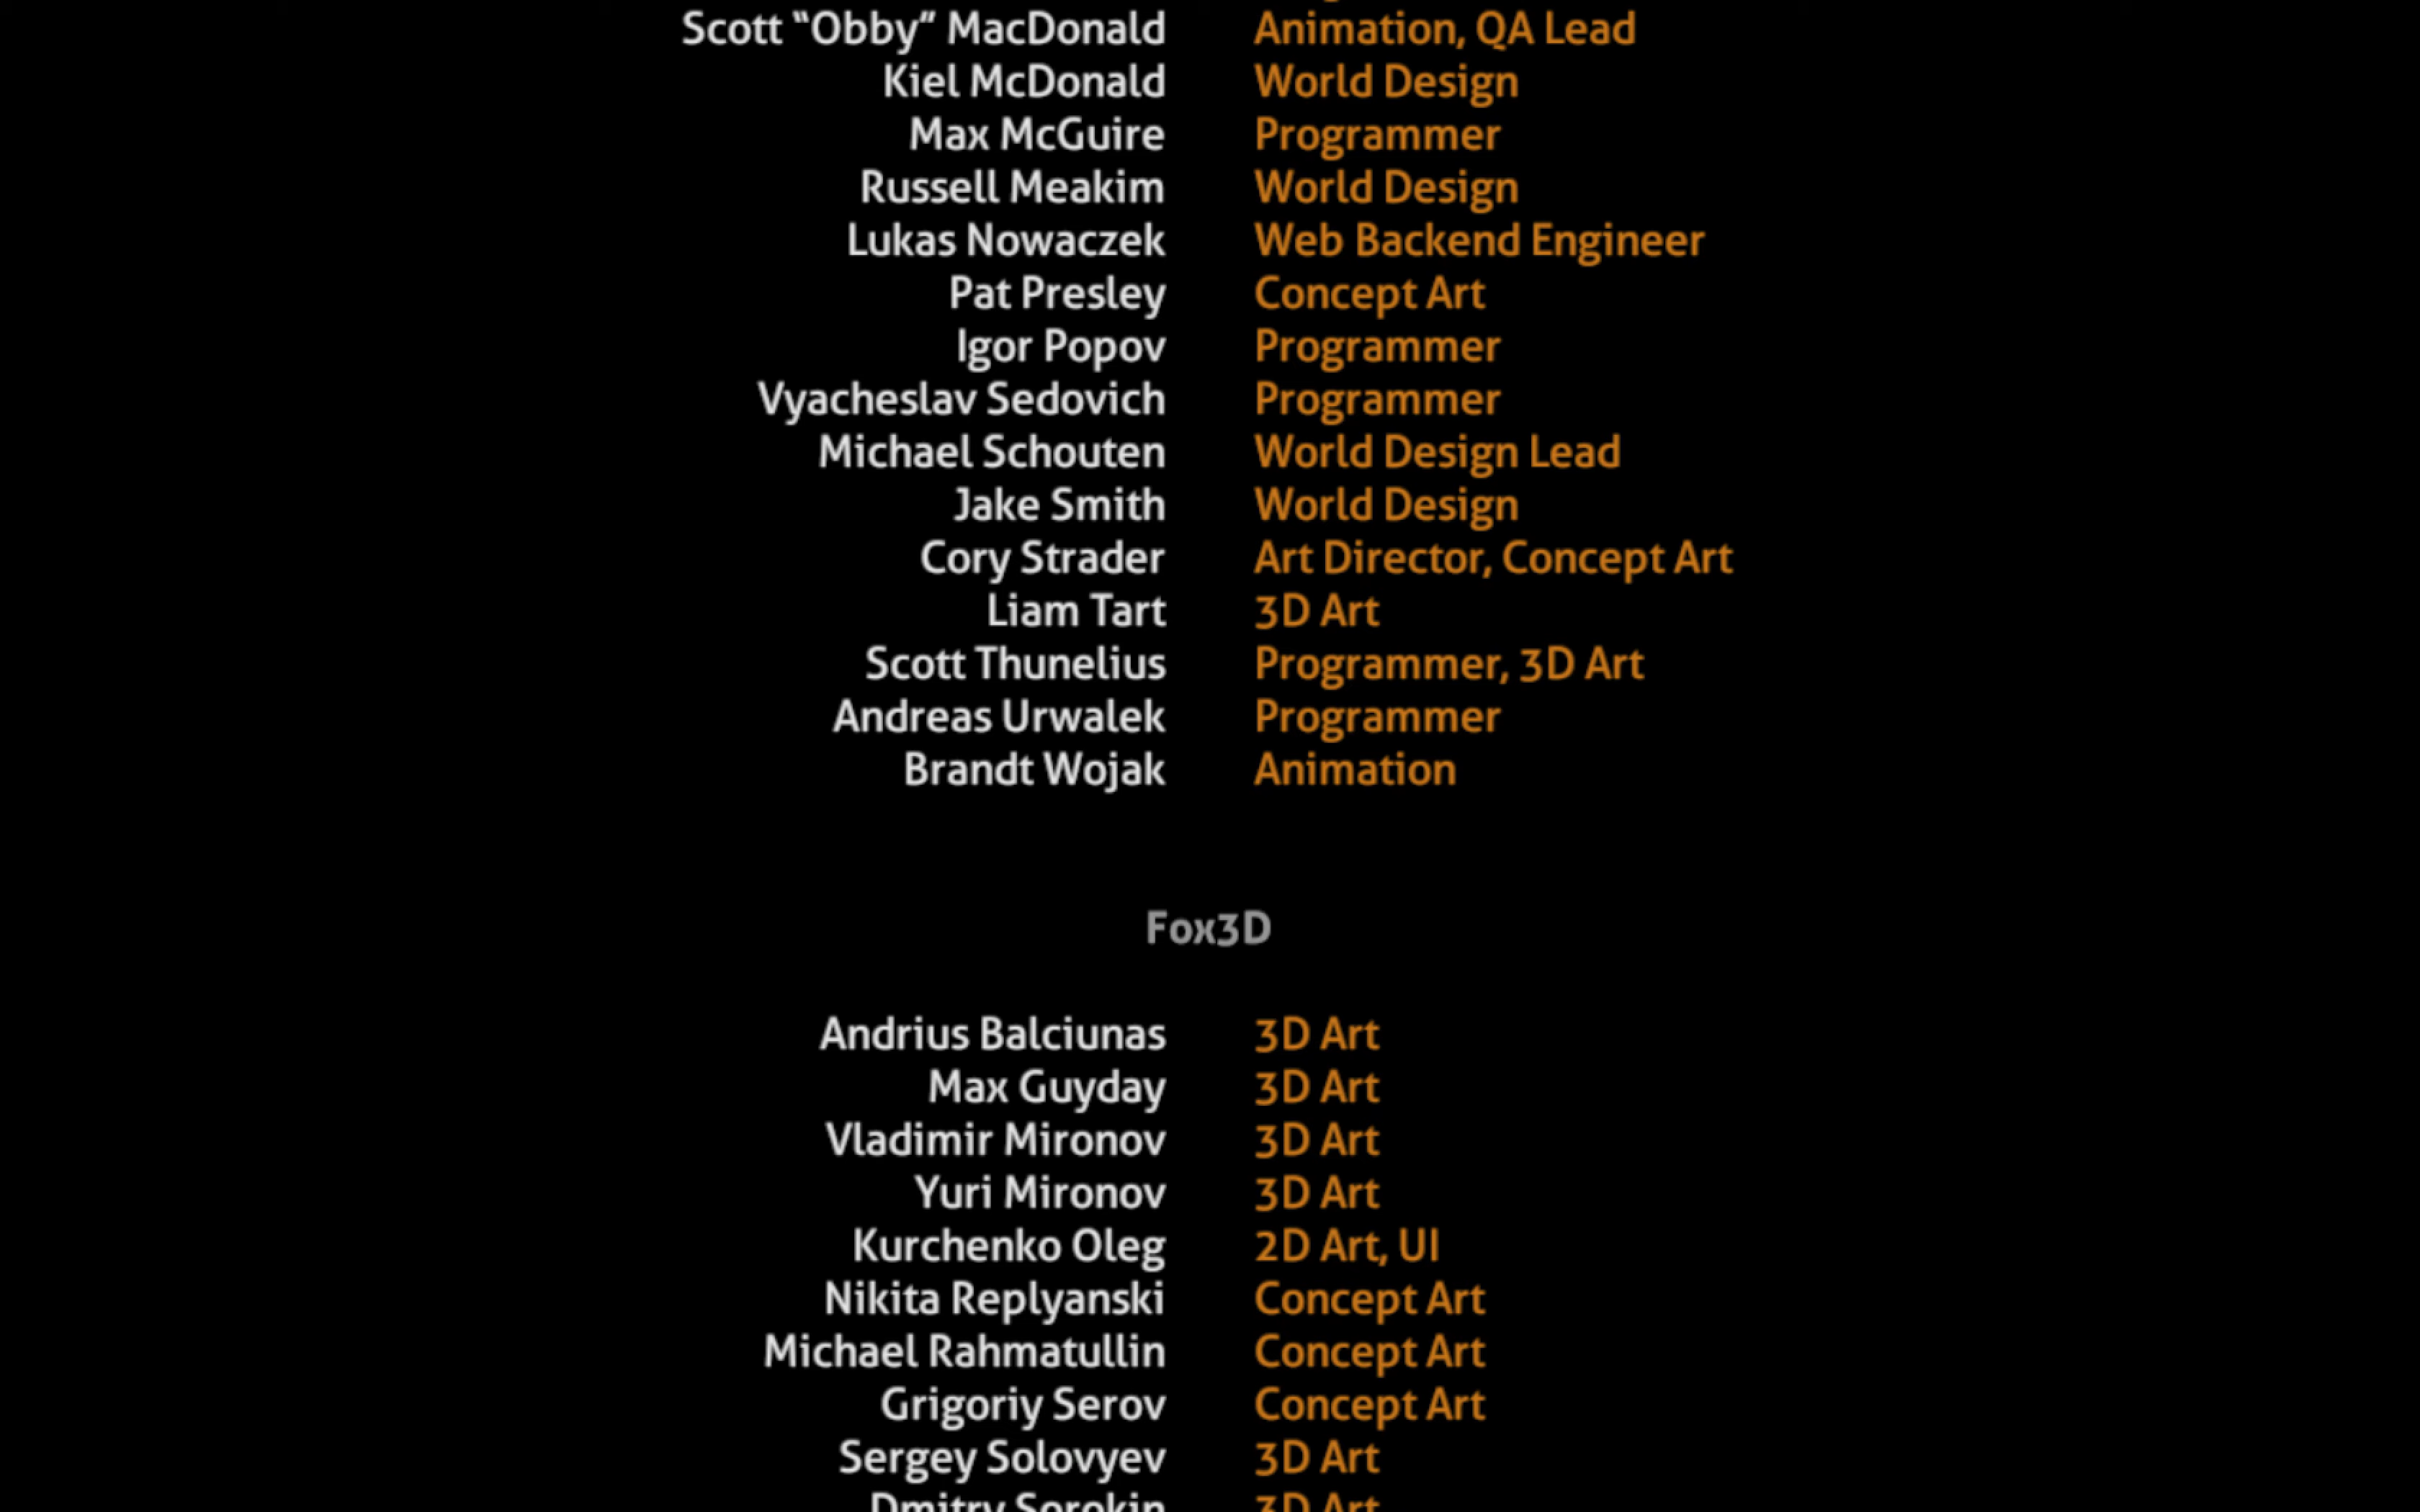 Scott “Obby” MacDonald Animation, QA Lead
Kiel McDonald World Design
Max McGuire Programmer
Russell Meakim World Design
Lukas Nowaczek Web Backend Engineer
Pat Presley Concept Art
Igor Popov Programmer
Vyacheslav Sedovich Programmer
Michael Schouten World Design Lead
Jake Smith World Design
Cory Strader Art Director, Concept Art
Liam Tart 3D Art
Scott Thunelius Programmer, 3D Art
Andreas Urwalek Programmer
Brandt Wojak Animation
Fox3D
Andrius Balciunas 3D Art
Max Guyday 3D Art
Vladimir Mironov 3D Art
Yuri Mironov 3D Art
Kurchenko Oleg 2D Art, UI
Nikita Replyanski Concept Art
Michael Rahmatullin Concept Art
Grigoriy Serov Concept Art
Sergey Solovyev 3D Art
Dmitry Sorokin 3D Art